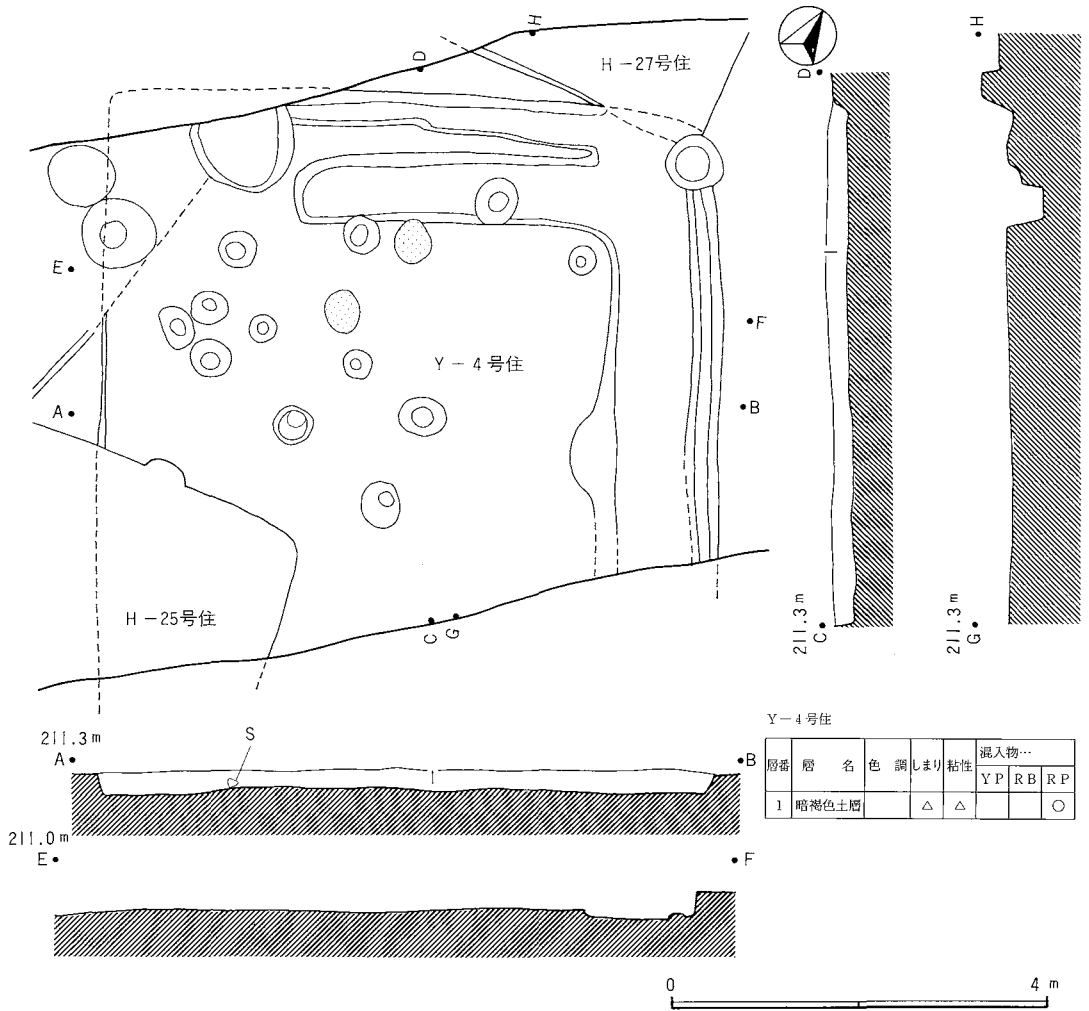 H
D
H－27号住
E
F
Y－4号住
A
B
H－25号住
C
G
D
211.3 m
C
H
211.3 m
G
211.3 m
A
S
B
1
211.0 m
E
F
1
Y－4号住
層番 層名 色調 しまり 粘性 混入物…
YP RB RP
1 暗褐色土層 △ △ ○
0 4 m